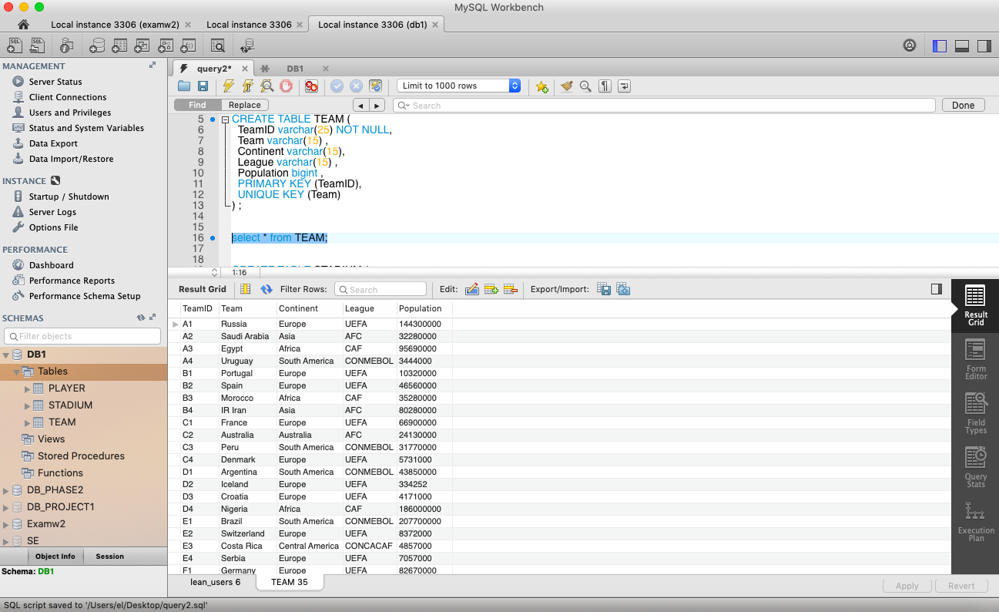 MySQL Workbench
Local instance 3306 (examw2) Local instance 3306 Local instance 3306 (db1)
MANAGEMENT
Server Status
Client Connections
Users and Privileges
Status and System Variables
Data Export
Data Import/Restore
INSTANCE
Startup / Shutdown
Server Logs
Options File
PERFORMANCE
Dashboard
Performance Reports
Performance Schema Setup
SCHEMAS
Filter objects
DB1
Tables
PLAYER
STADIUM
TEAM
Views
Stored Procedures
Functions
DB_PHASE2
DB_PROJECT1
Examw2
SE
Object Info Session
Schema: DB1
query2* DB1
Limit to 1000 rows
Find Replace Search Done
5 CREATE TABLE TEAM (
6 TeamID varchar(25) NOT NULL,
7 Team varchar(15) ,
8 Continent varchar(15),
9 League varchar(15) ,
10 Population bigint ,
11 PRIMARY KEY (TeamID),
12 UNIQUE KEY (Team)
13 ) ;
14
15
16 select * from TEAM;
17
18
1:16
Result Grid Filter Rows: Search Edit: Export/Import:
TeamID Team Continent League Population
A1 Russia Europe UEFA 144300000
A2 Saudi Arabia Asia AFC 32280000
A3 Egypt Africa CAF 95690000
A4 Uruguay South America CONMEBOL 3444000
B1 Portugal Europe UEFA 10320000
B2 Spain Europe UEFA 46560000
B3 Morocco Africa CAF 35280000
B4 IR Iran Asia AFC 80280000
C1 France Europe UEFA 66900000
C2 Australia Australia AFC 24130000
C3 Peru South America CONMEBOL 31770000
C4 Denmark Europe UEFA 5731000
D1 Argentina South America CONMEBOL 43850000
D2 Iceland Europe UEFA 334252
D3 Croatia Europe UEFA 4171000
D4 Nigeria Africa CAF 186000000
E1 Brazil South America CONMEBOL 207700000
E2 Switzerland Europe UEFA 8372000
E3 Costa Rica Central America CONCACAF 4857000
E4 Serbia Europe UEFA 7057000
F1 Germany Europe UEFA 82670000
Result
Grid
Form
Editor
Field
Types
Query
Stats
Execution
Plan
lean_users 6 TEAM 35
Apply Revert
SQL script saved to '/Users/el/Desktop/query2.sql'